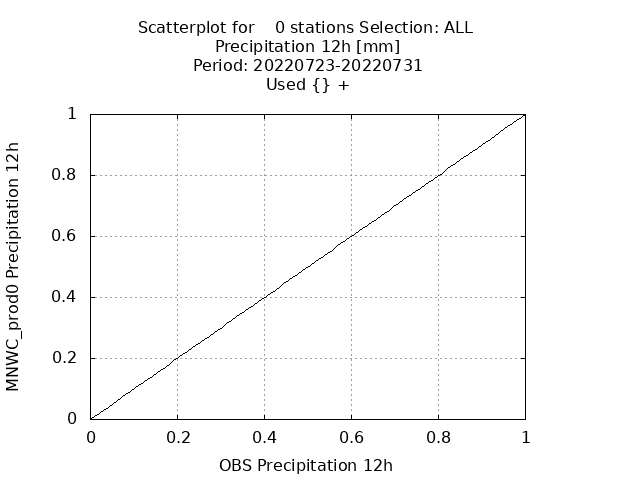 Scatterplot for    0 stations Selection: ALL
Precipitation 12h [mm]
Period: 20220723-20220731
Used {} +
1
0.8
0.6
0.4
0.2
0
MNWC_prod0 Precipitation 12h
0 0.2 0.4 0.6 0.8 1
OBS Precipitation 12h